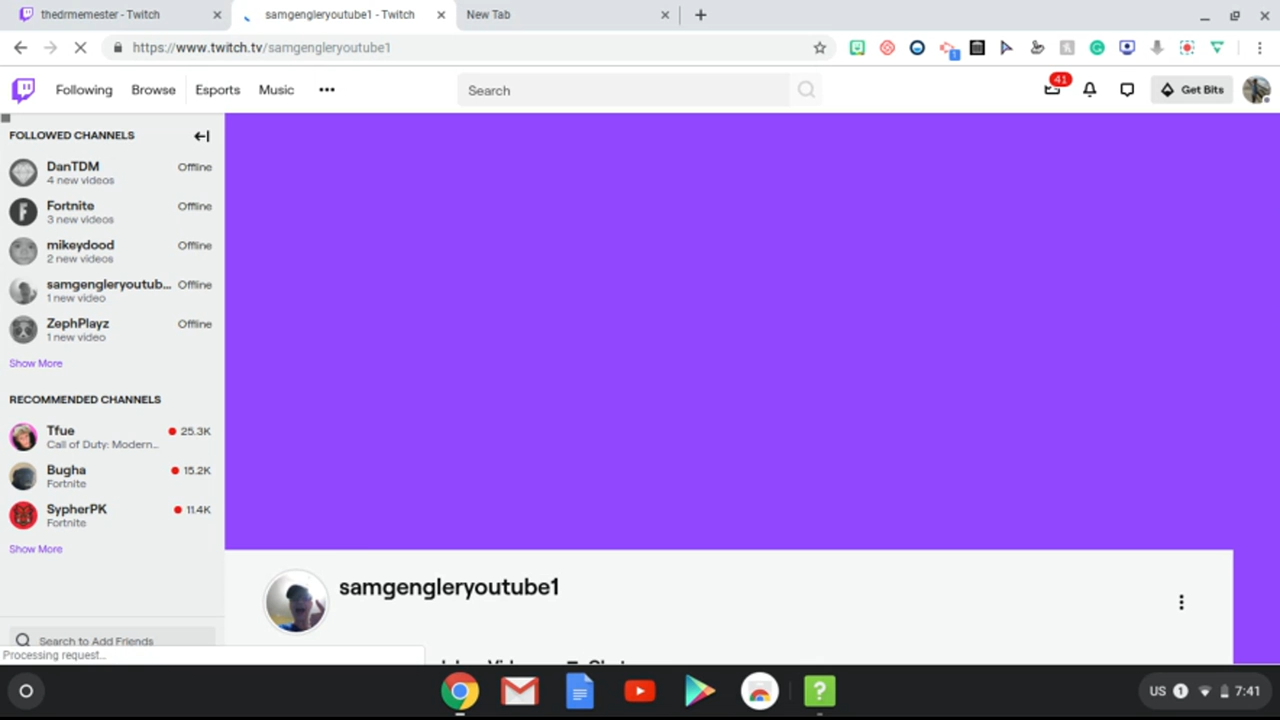 thedrmemester - Twitch
samgengleryoutube1 - Twitch
New Tab
https://www.twitch.tv/samgengleryoutube1
1
Following
Browse
Esports
Music
Search
41
Get Bits
FOLLOWED CHANNELS
DanTDM
Offline
4 new videos
Fortnite
Offline
3 new videos
mikeydood
Offline
2 new videos
samgengleryoutub...
Offline
1 new video
ZephPlayz
Offline
1 new video
Show More
RECOMMENDED CHANNELS
Tfue
25.3K
Call of Duty: Modern...
Bugha
15.2K
Fortnite
SypherPK
11.4K
Fortnite
Show More
samgengleryoutube1
Search to Add Friends
Processing request...
US
1
7:41